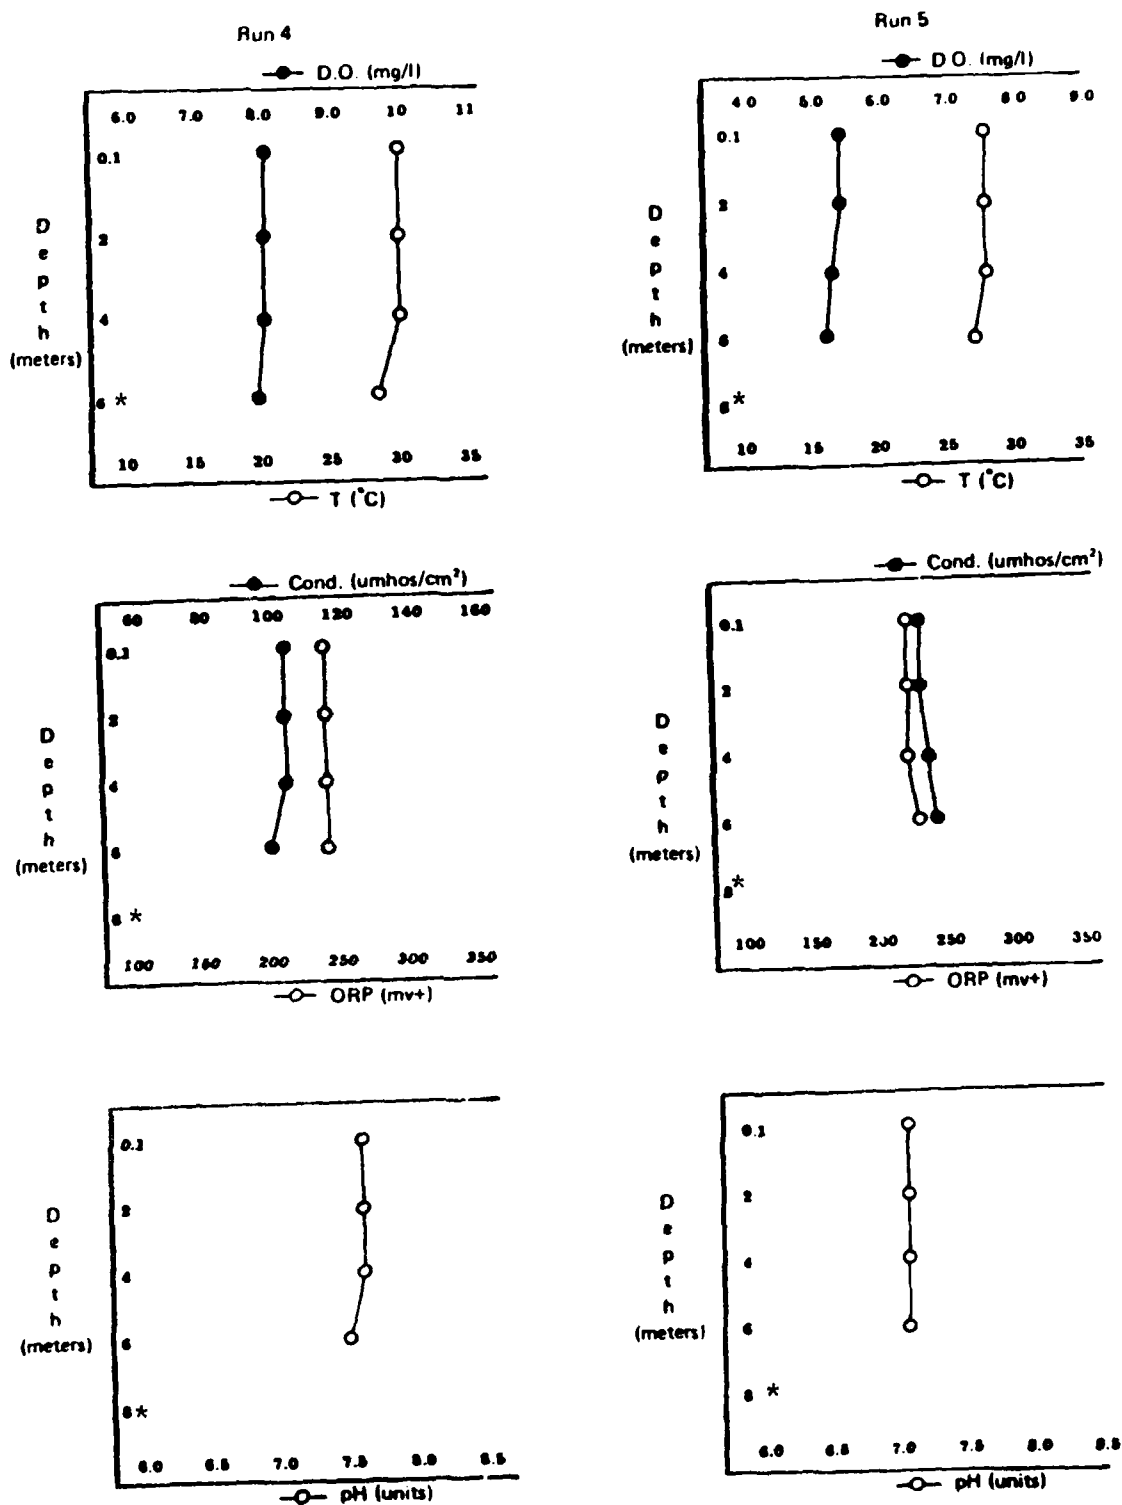 Run 4
D.O. (mg/l)
6.0 7.0 8.0 9.0 10 11
0.1
2
4
6 *
Depth
(meters)
10 15 20 25 30 35
T (°C)
Run 5
D.O. (mg/l)
4.0 5.0 6.0 7.0 8.0 9.0
0.1
2
4
6
8 *
Depth
(meters)
10 15 20 25 30 35
T (°C)
Cond. (umhos/cm²)
60 80 100 120 140 160
0.1
2
4
6
8 *
Depth
(meters)
100 150 200 250 300 350
ORP (mv+)
Cond. (umhos/cm²)
0.1
2
4
6
8 *
Depth
(meters)
100 150 200 250 300 350
ORP (mv+)
0.1
2
4
6
8 *
Depth
(meters)
6.0 7.0 7.5 8.0 8.5
pH (units)
0.1
2
4
6
8 *
Depth
(meters)
6.0 6.5 7.0 7.5 8.0 8.5
pH (units)